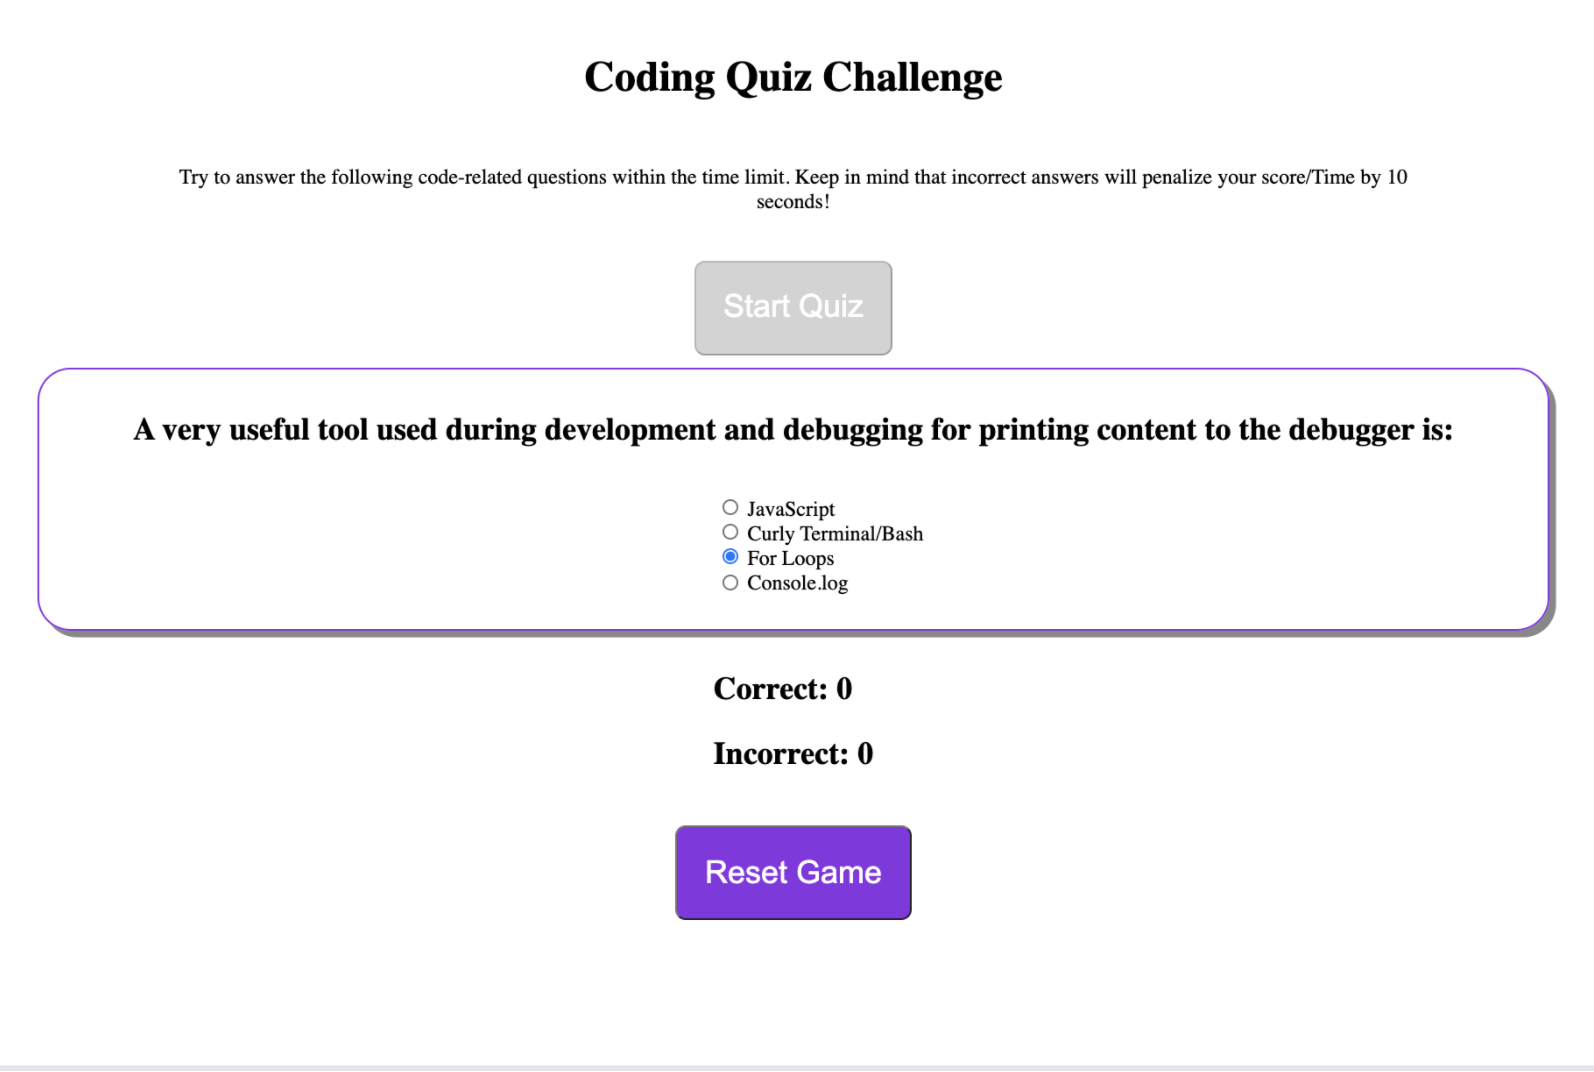 Coding Quiz Challenge
Try to answer the following code-related questions within the time limit. Keep in mind that incorrect answers will penalize your score/Time by 10
seconds!
Start Quiz
A very useful tool used during development and debugging for printing content to the debugger is:
JavaScript
Curly Terminal/Bash
For Loops
Console.log
Correct: 0
Incorrect: 0
Reset Game